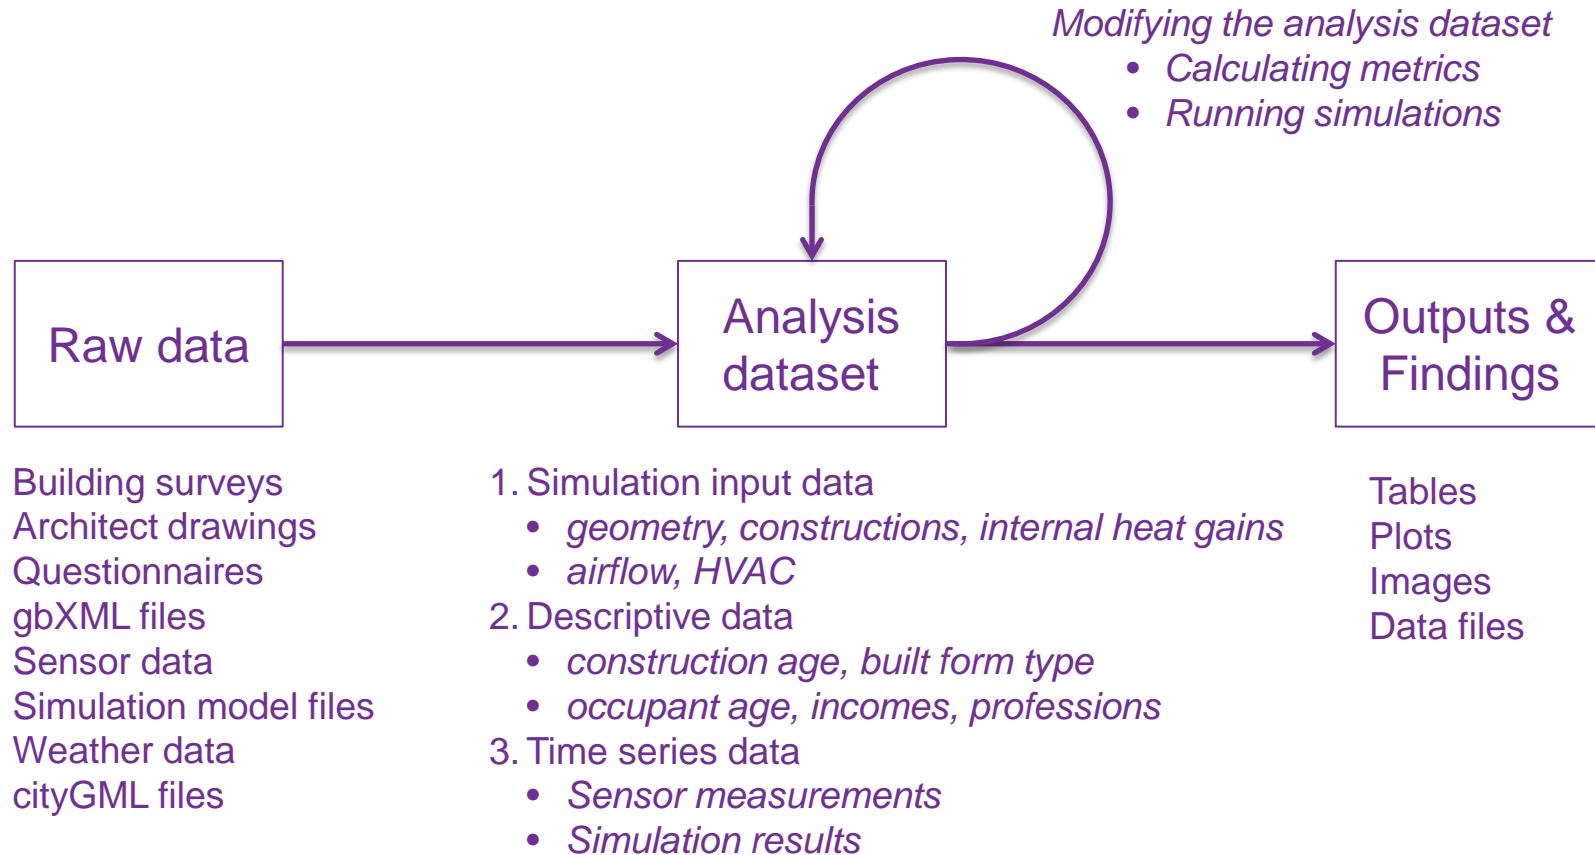 Modifying the analysis dataset
• Calculating metrics
• Running simulations
Raw data
Analysis
dataset
Outputs &
Findings
Building surveys
Architect drawings
Questionnaires
gbXML files
Sensor data
Simulation model files
Weather data
cityGML files
1. Simulation input data
• geometry, constructions, internal heat gains
• airflow, HVAC
2. Descriptive data
• construction age, built form type
• occupant age, incomes, professions
3. Time series data
• Sensor measurements
• Simulation results
Tables
Plots
Images
Data files